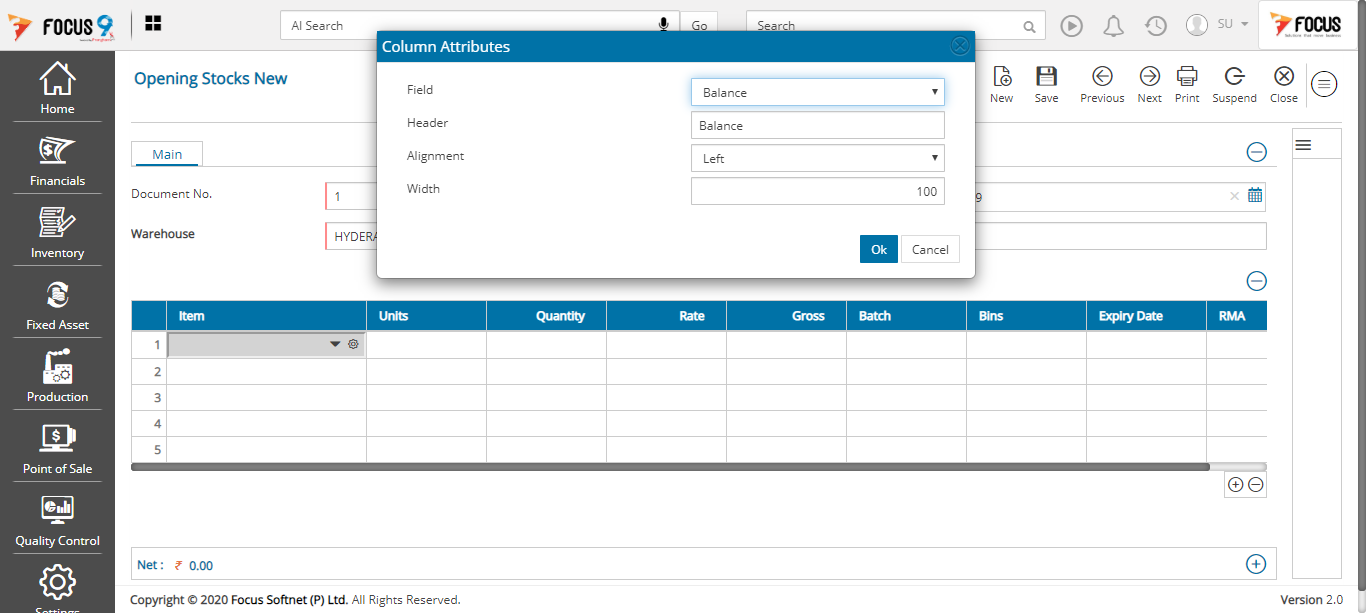 FOCUS 9
AI Search
Go
Search
SU
FOCUS
Column Attributes
Field
Balance
Header
Balance
Alignment
Left
Width
100
Ok
Cancel
Opening Stocks New
New
Save
Previous
Next
Print
Suspend
Close
Home
Financials
Inventory
Fixed Asset
Production
Point of Sale
Quality Control
Settings
Main
Document No.
1
9
Warehouse
HYDERA
Item Units Quantity Rate Gross Batch Bins Expiry Date RMA
1
2
3
4
5
Net : ₹ 0.00
Copyright © 2020 Focus Softnet (P) Ltd. All Rights Reserved.
Version 2.0